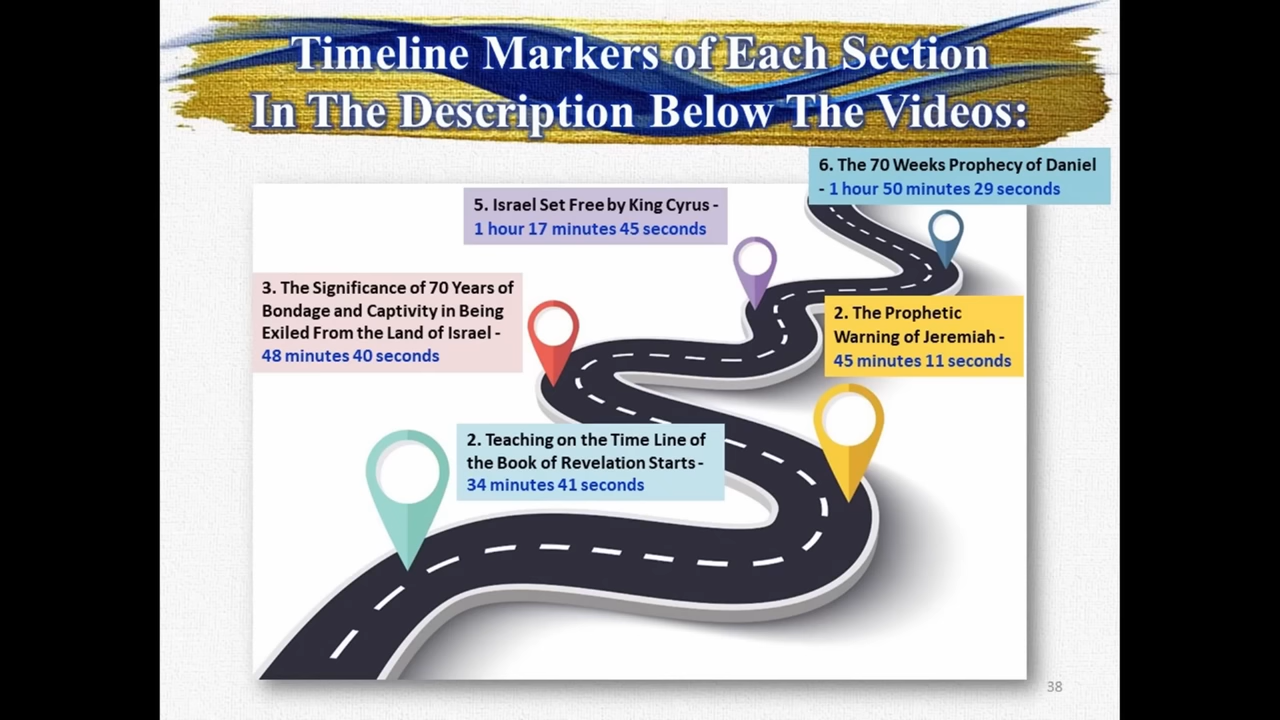 Timeline Markers of Each Section
In The Description Below The Videos:
6. The 70 Weeks Prophecy of Daniel
- 1 hour 50 minutes 29 seconds
5. Israel Set Free by King Cyrus -
1 hour 17 minutes 45 seconds
3. The Significance of 70 Years of
Bondage and Captivity in Being
Exiled From the Land of Israel -
48 minutes 40 seconds
2. The Prophetic
Warning of Jeremiah -
45 minutes 11 seconds
2. Teaching on the Time Line of
the Book of Revelation Starts -
34 minutes 41 seconds
38